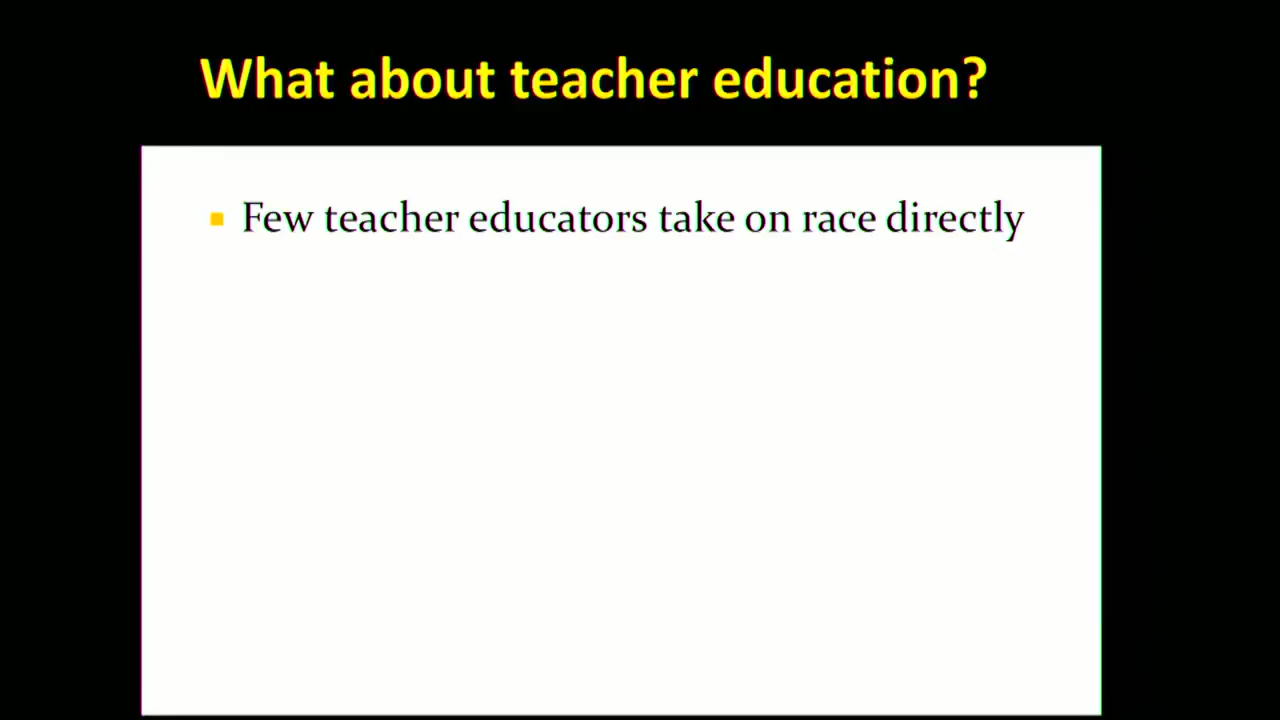 What about teacher education?
Few teacher educators take on race directly